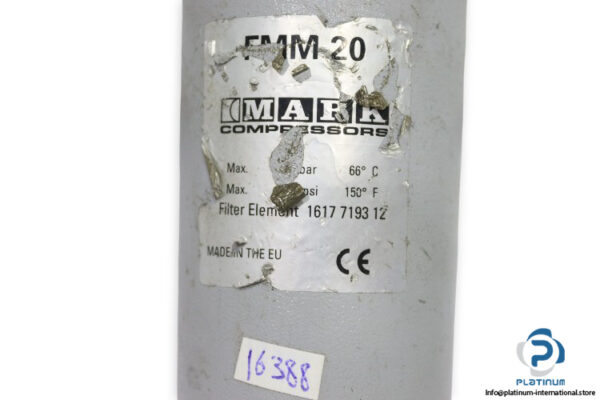 FMM 20
MARK
COMPRESSORS
Max. bar 66° C
Max. psi 150° F
Filter Element 1617 7193 12
MADE IN THE EU
CE
16388
PLATINUM
INTERNATIONAL
info@platinum-international.store